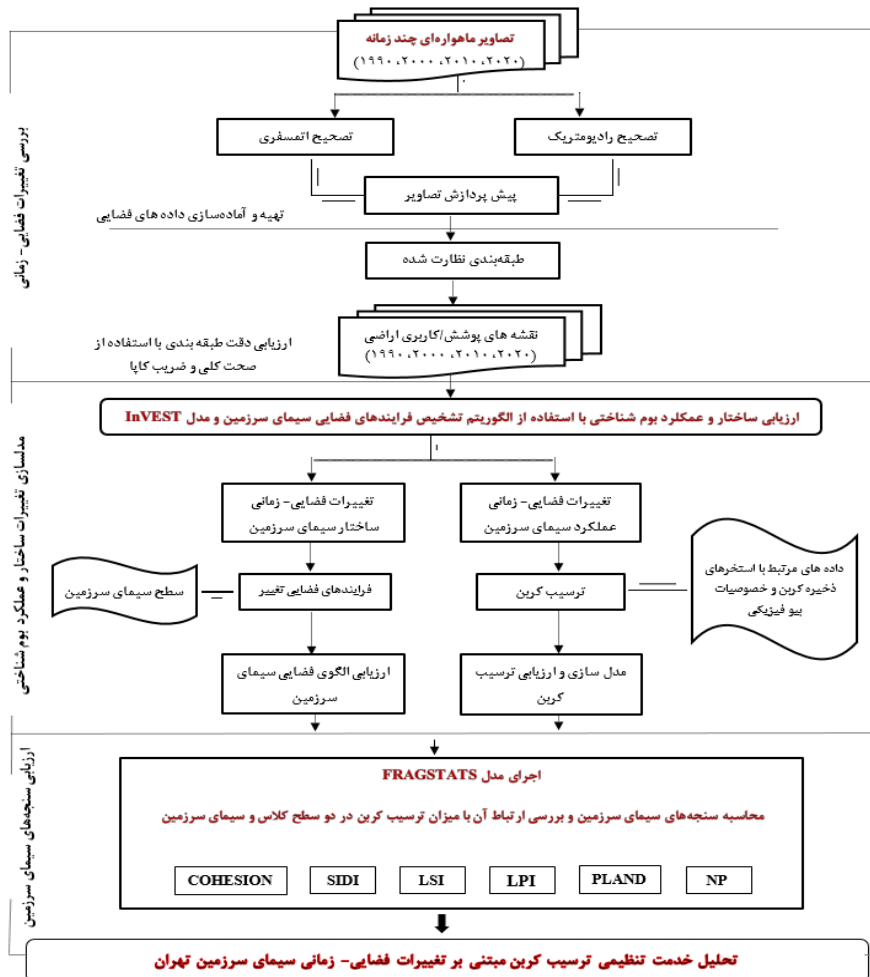 تصاویر ماهواره‌ای چند زمانه
(۱۹۹۰، ۲۰۰۰، ۲۰۱۰، ۲۰۲۰)
تصحیح رادیومتریک
تصحیح اتمسفری
پیش پردازش تصاویر
تهیه و آماده‌سازی داده های فضایی
طبقه‌بندی نظارت شده
نقشه های پوشش/کاربری اراضی
(۱۹۹۰، ۲۰۰۰، ۲۰۱۰، ۲۰۲۰)
ارزیابی دقت طبقه بندی با استفاده از
صحت کلی و ضریب کاپا
بررسی تغییرات فضایی- زمانی
ارزیابی ساختار و عمکلرد بوم شناختی با استفاده از الگوریتم تشخیص فرایندهای فضایی سیمای سرزمین و مدل InVEST
تغییرات فضایی- زمانی
عملکرد سیمای سرزمین
تغییرات فضایی- زمانی
ساختار سیمای سرزمین
داده های مرتبط با استخرهای
ذخیره کربن و خصوصیات
بیو فیزیکی
ترسیب کربن
فرایندهای فضایی تغییر
سطح سیمای سرزمین
مدل سازی و ارزیابی ترسیب
کربن
ارزیابی الگوی فضایی سیمای
سرزمین
مدلسازی تغییرات ساختار و عملکرد بوم شناختی
اجرای مدل FRAGSTATS
محاسبه سنجه‌های سیمای سرزمین و بررسی ارتباط آن با میزان ترسیب کربن در دو سطح کلاس و سیمای سرزمین
COHESION SIDI LSI LPI PLAND NP
ارزیابی سنجه‌های سیمای سرزمین
تحلیل خدمت تنظیمی ترسیب کربن مبتنی بر تغییرات فضایی- زمانی سیمای سرزمین تهران